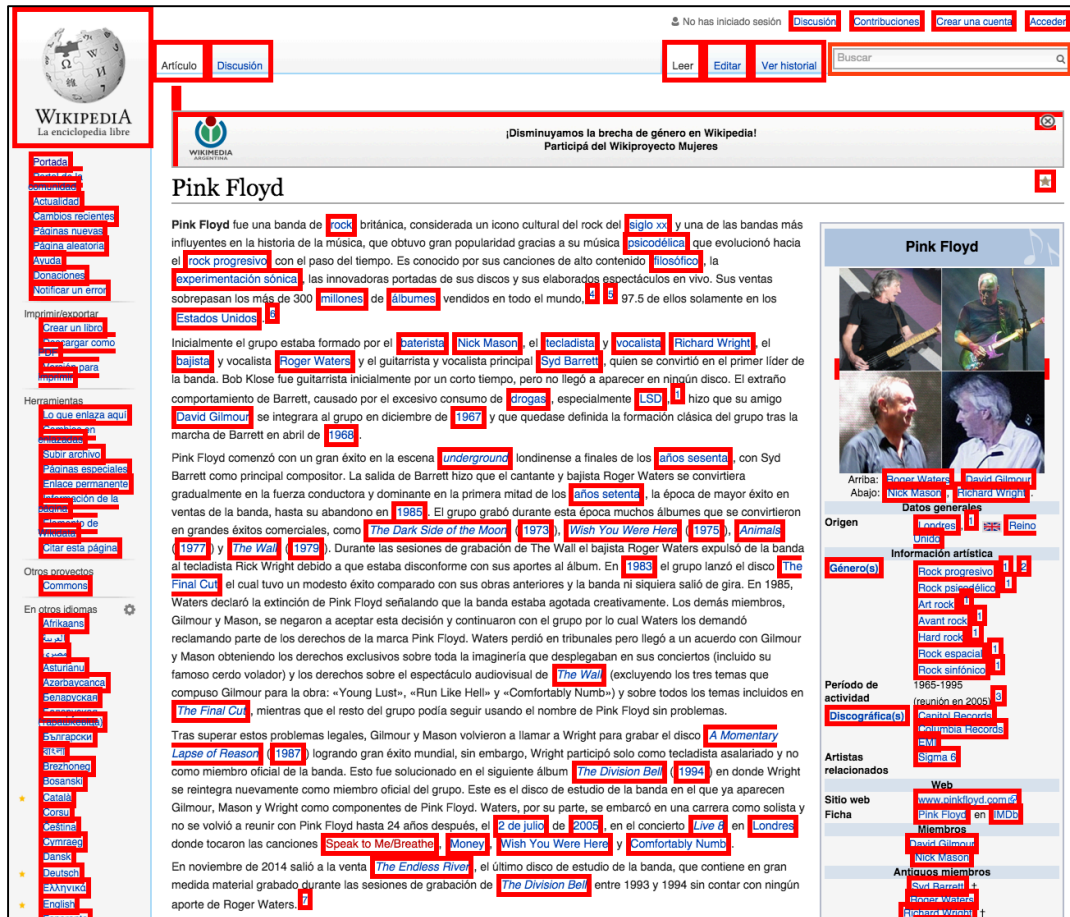 No has iniciado sesión Discusión Contribuciones Crear una cuenta Acceder
Artículo Discusión Leer Editar Ver historial Buscar
WIKIPEDIA
La enciclopedia libre
Portada
Actualidad
Cambios recientes
Páginas nuevas
Página aleatoria
Ayuda
Donaciones
Notificar un error
Imprimir/exportar
Crear un libro
Descargar como
PDF
Versión para
imprimir
Herramientas
Lo que enlaza aquí
Subir archivo
Páginas especiales
Enlace permanente
Información de la
Citar esta página
Otros proyectos
Commons
En otros idiomas
Afrikaans
العربية
مصرى
Asturianu
Azərbaycanca
Беларуская
Български
বাংলা
Brezhoneg
Bosanski
Català
Corsu
Čeština
Cymraeg
Dansk
Deutsch
Ελληνικά
English
WIKIMEDIA
ARGENTINA
¡Disminuyamos la brecha de género en Wikipedia!
Participá del Wikiproyecto Mujeres
Pink Floyd
Pink Floyd fue una banda de rock británica, considerada un icono cultural del rock del siglo xx y una de las bandas más
influyentes en la historia de la música, que obtuvo gran popularidad gracias a su música psicodélica que evolucionó hacia
el rock progresivo con el paso del tiempo. Es conocido por sus canciones de alto contenido filosófico, la
experimentación sónica, las innovadoras portadas de sus discos y sus elaborados espectáculos en vivo. Sus ventas
sobrepasan los más de 300 millones de álbumes vendidos en todo el mundo, 4 5 97.5 de ellos solamente en los
Estados Unidos. 6
Inicialmente el grupo estaba formado por el baterista Nick Mason, el tecladista y vocalista Richard Wright, el
bajista y vocalista Roger Waters y el guitarrista y vocalista principal Syd Barrett, quien se convirtió en el primer líder de
la banda. Bob Klose fue guitarrista inicialmente por un corto tiempo, pero no llegó a aparecer en ningún disco. El extraño
comportamiento de Barrett, causado por el excesivo consumo de drogas, especialmente LSD, 1 hizo que su amigo
David Gilmour se integrara al grupo en diciembre de 1967 y que quedase definida la formación clásica del grupo tras la
marcha de Barrett en abril de 1968.
Pink Floyd comenzó con un gran éxito en la escena underground londinense a finales de los años sesenta, con Syd
Barrett como principal compositor. La salida de Barrett hizo que el cantante y bajista Roger Waters se convirtiera
gradualmente en la fuerza conductora y dominante en la primera mitad de los años setenta, la época de mayor éxito en
ventas de la banda, hasta su abandono en 1985. El grupo grabó durante esta época muchos álbumes que se convirtieron
en grandes éxitos comerciales, como The Dark Side of the Moon (1973), Wish You Were Here (1975), Animals
(1977) y The Wall (1979). Durante las sesiones de grabación de The Wall el bajista Roger Waters expulsó de la banda
al tecladista Rick Wright debido a que estaba disconforme con sus aportes al álbum. En 1983 el grupo lanzó el disco The
Final Cut, el cual tuvo un modesto éxito comparado con sus obras anteriores y la banda ni siquiera salió de gira. En 1985,
Waters declaró la extinción de Pink Floyd señalando que la banda estaba agotada creativamente. Los demás miembros,
Gilmour y Mason, se negaron a aceptar esta decisión y continuaron con el grupo por lo cual Waters los demandó
reclamando parte de los derechos de la marca Pink Floyd. Waters perdió en tribunales pero llegó a un acuerdo con Gilmour
y Mason obteniendo los derechos exclusivos sobre toda la imaginería que desplegaban en sus conciertos (incluido su
famoso cerdo volador) y los derechos sobre el espectáculo audiovisual de The Wall (excluyendo los tres temas que
compuso Gilmour para la obra: «Young Lust», «Run Like Hell» y «Comfortably Numb») y sobre todos los temas incluidos en
The Final Cut, mientras que el resto del grupo podía seguir usando el nombre de Pink Floyd sin problemas.
Tras superar estos problemas legales, Gilmour y Mason volvieron a llamar a Wright para grabar el disco A Momentary
Lapse of Reason (1987) logrando gran éxito mundial, sin embargo, Wright participó solo como tecladista asalariado y no
como miembro oficial de la banda. Esto fue solucionado en el siguiente álbum The Division Bell (1994) en donde Wright
se reintegra nuevamente como miembro oficial del grupo. Este es el disco de estudio de la banda en el que ya aparecen
Gilmour, Mason y Wright como componentes de Pink Floyd. Waters, por su parte, se embarcó en una carrera como solista y
no se volvió a reunir con Pink Floyd hasta 24 años después, el 2 de julio de 2005, en el concierto Live 8 en Londres
donde tocaron las canciones Speak to Me/Breathe, Money, Wish You Were Here y Comfortably Numb.
En noviembre de 2014 salió a la venta The Endless River, el último disco de estudio de la banda, que contiene en gran
medida material grabado durante las sesiones de grabación de The Division Bell entre 1993 y 1994 sin contar con ningún
aporte de Roger Waters. 7
Pink Floyd
Arriba: Roger Waters, David Gilmour
Abajo: Nick Mason, Richard Wright.
Datos generales
Origen Londres, 1 Reino
Unido
Información artística
Género(s) Rock progresivo 1 2
Rock psicodélico 1
Art rock 1
Avant rock 1
Hard rock 1
Rock espacial 1
Rock sinfónico 1
Período de actividad 1965-1995
(reunión en 2005) 3
Discográfica(s) Capitol Records
Columbia Records
EMI
Artistas relacionados Sigma 6
Web
Sitio web www.pinkfloyd.com
Ficha Pink Floyd en IMDb
Miembros
David Gilmour
Nick Mason
Antiguos miembros
Syd Barrett †
Roger Waters
Richard Wright †